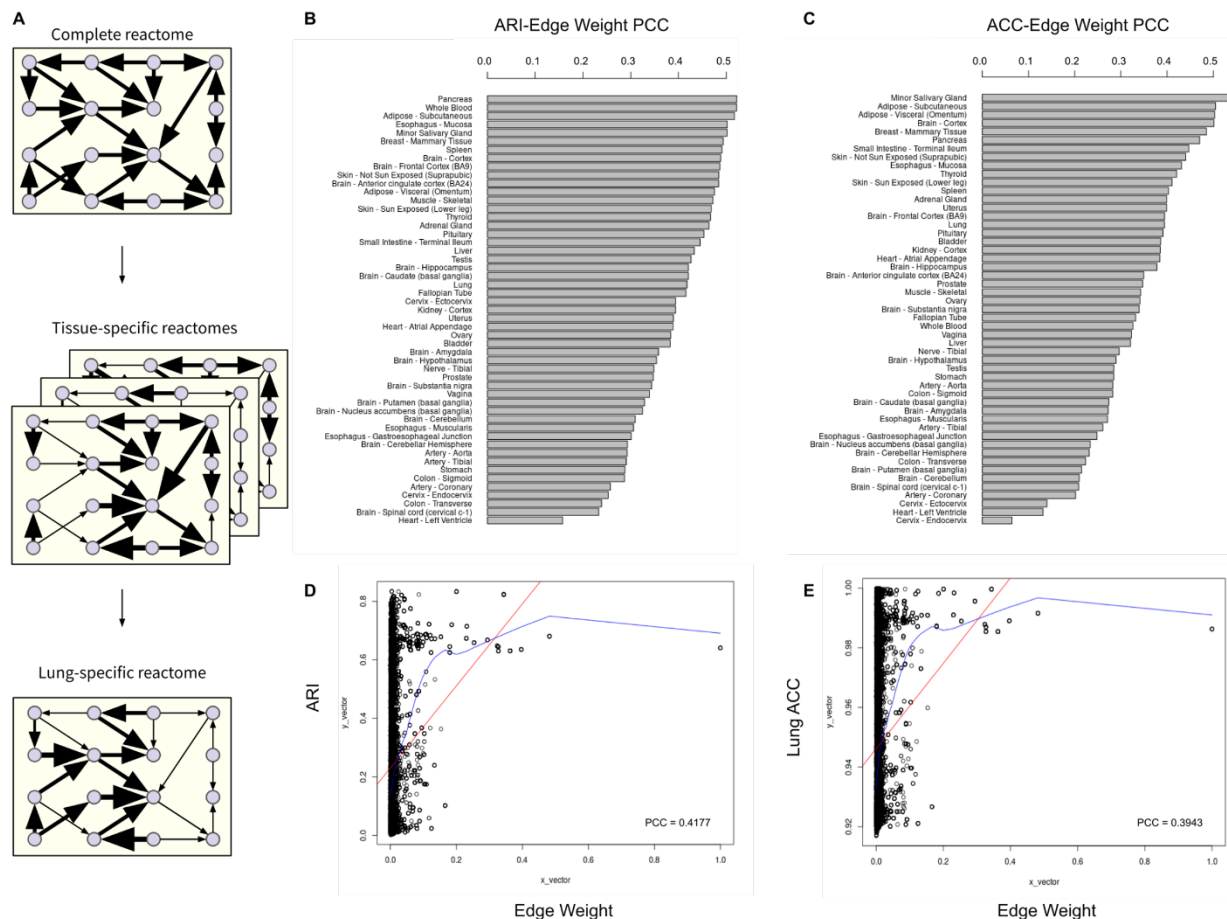 A
Complete reactome
Tissue-specific reactomes
Lung-specific reactome
B
ARI-Edge Weight PCC
0.0 0.1 0.2 0.3 0.4 0.5
Pancreas
Whole Blood
Adipose - Subcutaneous
Esophagus - Mucosa
Minor Salivary Gland
Breast - Mammary Tissue
Spleen
Brain - Cortex
Brain - Frontal Cortex (BA9)
Skin - Not Sun Exposed (Suprapubic)
Brain - Anterior cingulate cortex (BA24)
Adipose - Visceral (Omentum)
Muscle - Skeletal
Skin - Sun Exposed (Lower leg)
Thyroid
Adrenal Gland
Pituitary
Small Intestine - Terminal Ileum
Liver
Testis
Brain - Hippocampus
Brain - Caudate (basal ganglia)
Lung
Fallopian Tube
Cervix - Ectocervix
Kidney - Cortex
Uterus
Heart - Atrial Appendage
Ovary
Bladder
Brain - Amygdala
Brain - Hypothalamus
Nerve - Tibial
Prostate
Brain - Substantia nigra
Vagina
Brain - Putamen (basal ganglia)
Brain - Nucleus accumbens (basal ganglia)
Brain - Cerebellum
Esophagus - Muscularis
Esophagus - Gastroesophageal Junction
Brain - Cerebellar Hemisphere
Artery - Aorta
Artery - Tibial
Stomach
Colon - Sigmoid
Artery - Coronary
Cervix - Endocervix
Colon - Transverse
Brain - Spinal cord (cervical c-1)
Heart - Left Ventricle
C
ACC-Edge Weight PCC
0.0 0.1 0.2 0.3 0.4 0.5
Minor Salivary Gland
Adipose - Subcutaneous
Adipose - Visceral (Omentum)
Brain - Cortex
Breast - Mammary Tissue
Pancreas
Small Intestine - Terminal Ileum
Skin - Not Sun Exposed (Suprapubic)
Esophagus - Mucosa
Thyroid
Skin - Sun Exposed (Lower leg)
Spleen
Adrenal Gland
Uterus
Brain - Frontal Cortex (BA9)
Lung
Pituitary
Bladder
Kidney - Cortex
Heart - Atrial Appendage
Brain - Hippocampus
Brain - Anterior cingulate cortex (BA24)
Prostate
Muscle - Skeletal
Ovary
Brain - Substantia nigra
Fallopian Tube
Whole Blood
Vagina
Liver
Nerve - Tibial
Brain - Hypothalamus
Testis
Stomach
Artery - Aorta
Colon - Sigmoid
Brain - Caudate (basal ganglia)
Brain - Amygdala
Esophagus - Muscularis
Artery - Tibial
Esophagus - Gastroesophageal Junction
Brain - Nucleus accumbens (basal ganglia)
Brain - Cerebellar Hemisphere
Colon - Transverse
Brain - Putamen (basal ganglia)
Brain - Cerebellum
Brain - Spinal cord (cervical c-1)
Artery - Coronary
Cervix - Ectocervix
Heart - Left Ventricle
Cervix - Endocervix
D
ARI
y_vector
0.8
0.6
0.4
0.2
0.0
PCC = 0.4177
0.0 0.2 0.4 0.6 0.8 1.0
x_vector
Edge Weight
E
Lung ACC
y_vector
1.00
0.98
0.96
0.94
0.92
PCC = 0.3943
0.0 0.2 0.4 0.6 0.8 1.0
x_vector
Edge Weight